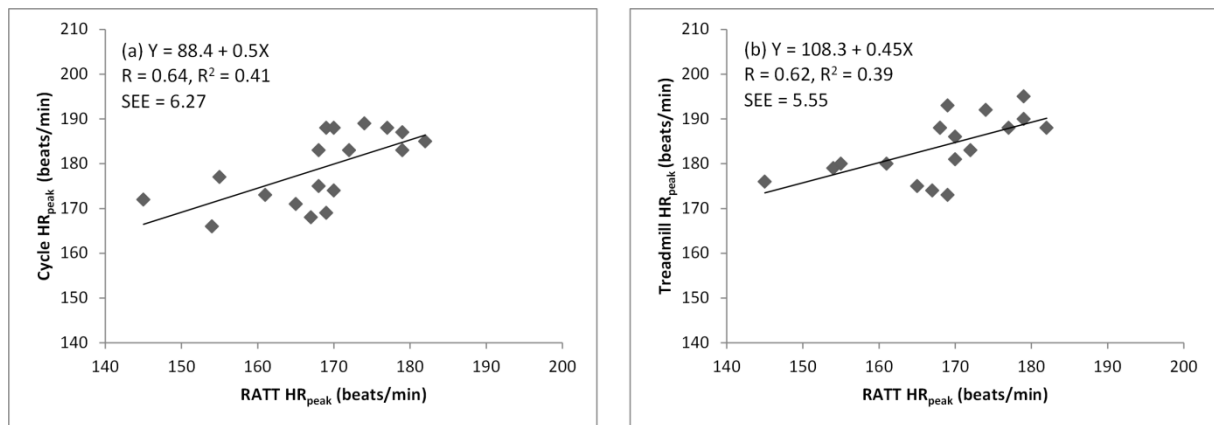 (a) Y = 88.4 + 0.5X
R = 0.64, R² = 0.41
SEE = 6.27
210
200
190
180
170
160
150
140
140 150 160 170 180 190 200
Cycle HRpeak (beats/min)
RATT HRpeak (beats/min)
(b) Y = 108.3 + 0.45X
R = 0.62, R² = 0.39
SEE = 5.55
210
200
190
180
170
160
150
140
140 150 160 170 180 190 200
Treadmill HRpeak (beats/min)
RATT HRpeak (beats/min)